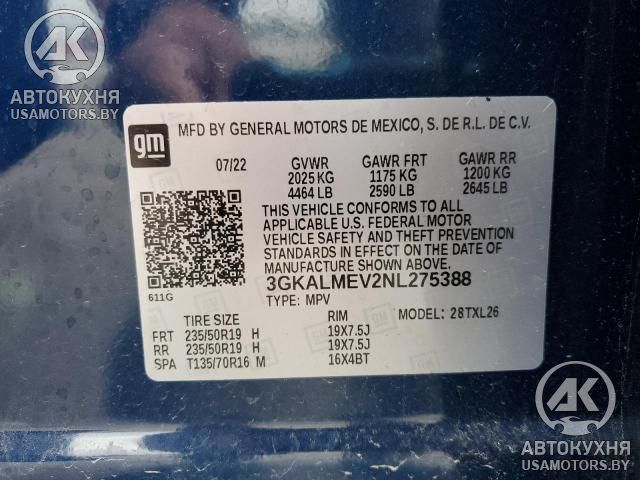 АК
АВТОКУХНЯ
USAMOTORS.BY
gm
MFD BY GENERAL MOTORS DE MEXICO, S. DE R.L. DE C.V.
07/22 GVWR GAWR FRT GAWR RR
2025 KG 1175 KG 1200 KG
4464 LB 2590 LB 2645 LB
THIS VEHICLE CONFORMS TO ALL
APPLICABLE U.S. FEDERAL MOTOR
VEHICLE SAFETY AND THEFT PREVENTION
STANDARDS IN EFFECT ON THE DATE OF
MANUFACTURE SHOWN ABOVE.
611G
3GKALMEV2NL275388
TYPE: MPV MODEL: 28TXL26
TIRE SIZE RIM
FRT 235/50R19 H 19X7.5J
RR 235/50R19 H 19X7.5J
SPA T135/70R16 M 16X4BT
АК
АВТОКУХНЯ
USAMOTORS.BY